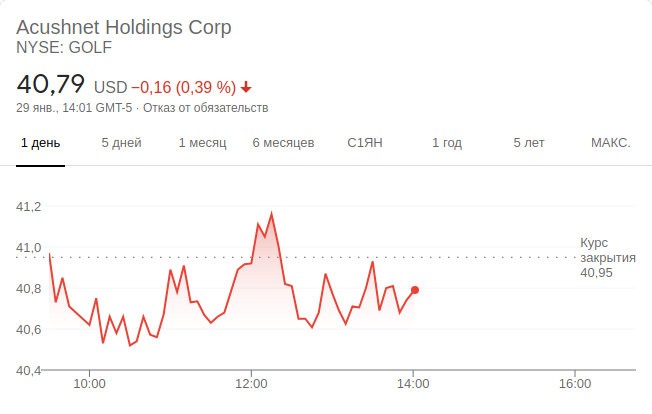 Acushnet Holdings Corp
NYSE: GOLF
40,79 USD −0,16 (0,39 %)
29 янв., 14:01 GMT-5 · Отказ от обязательств
1 день 5 дней 1 месяц 6 месяцев С1ЯН 1 год 5 лет МАКС.
41,2
41,0
40,8
40,6
40,4
Курс
закрытия
40,95
10:00 12:00 14:00 16:00